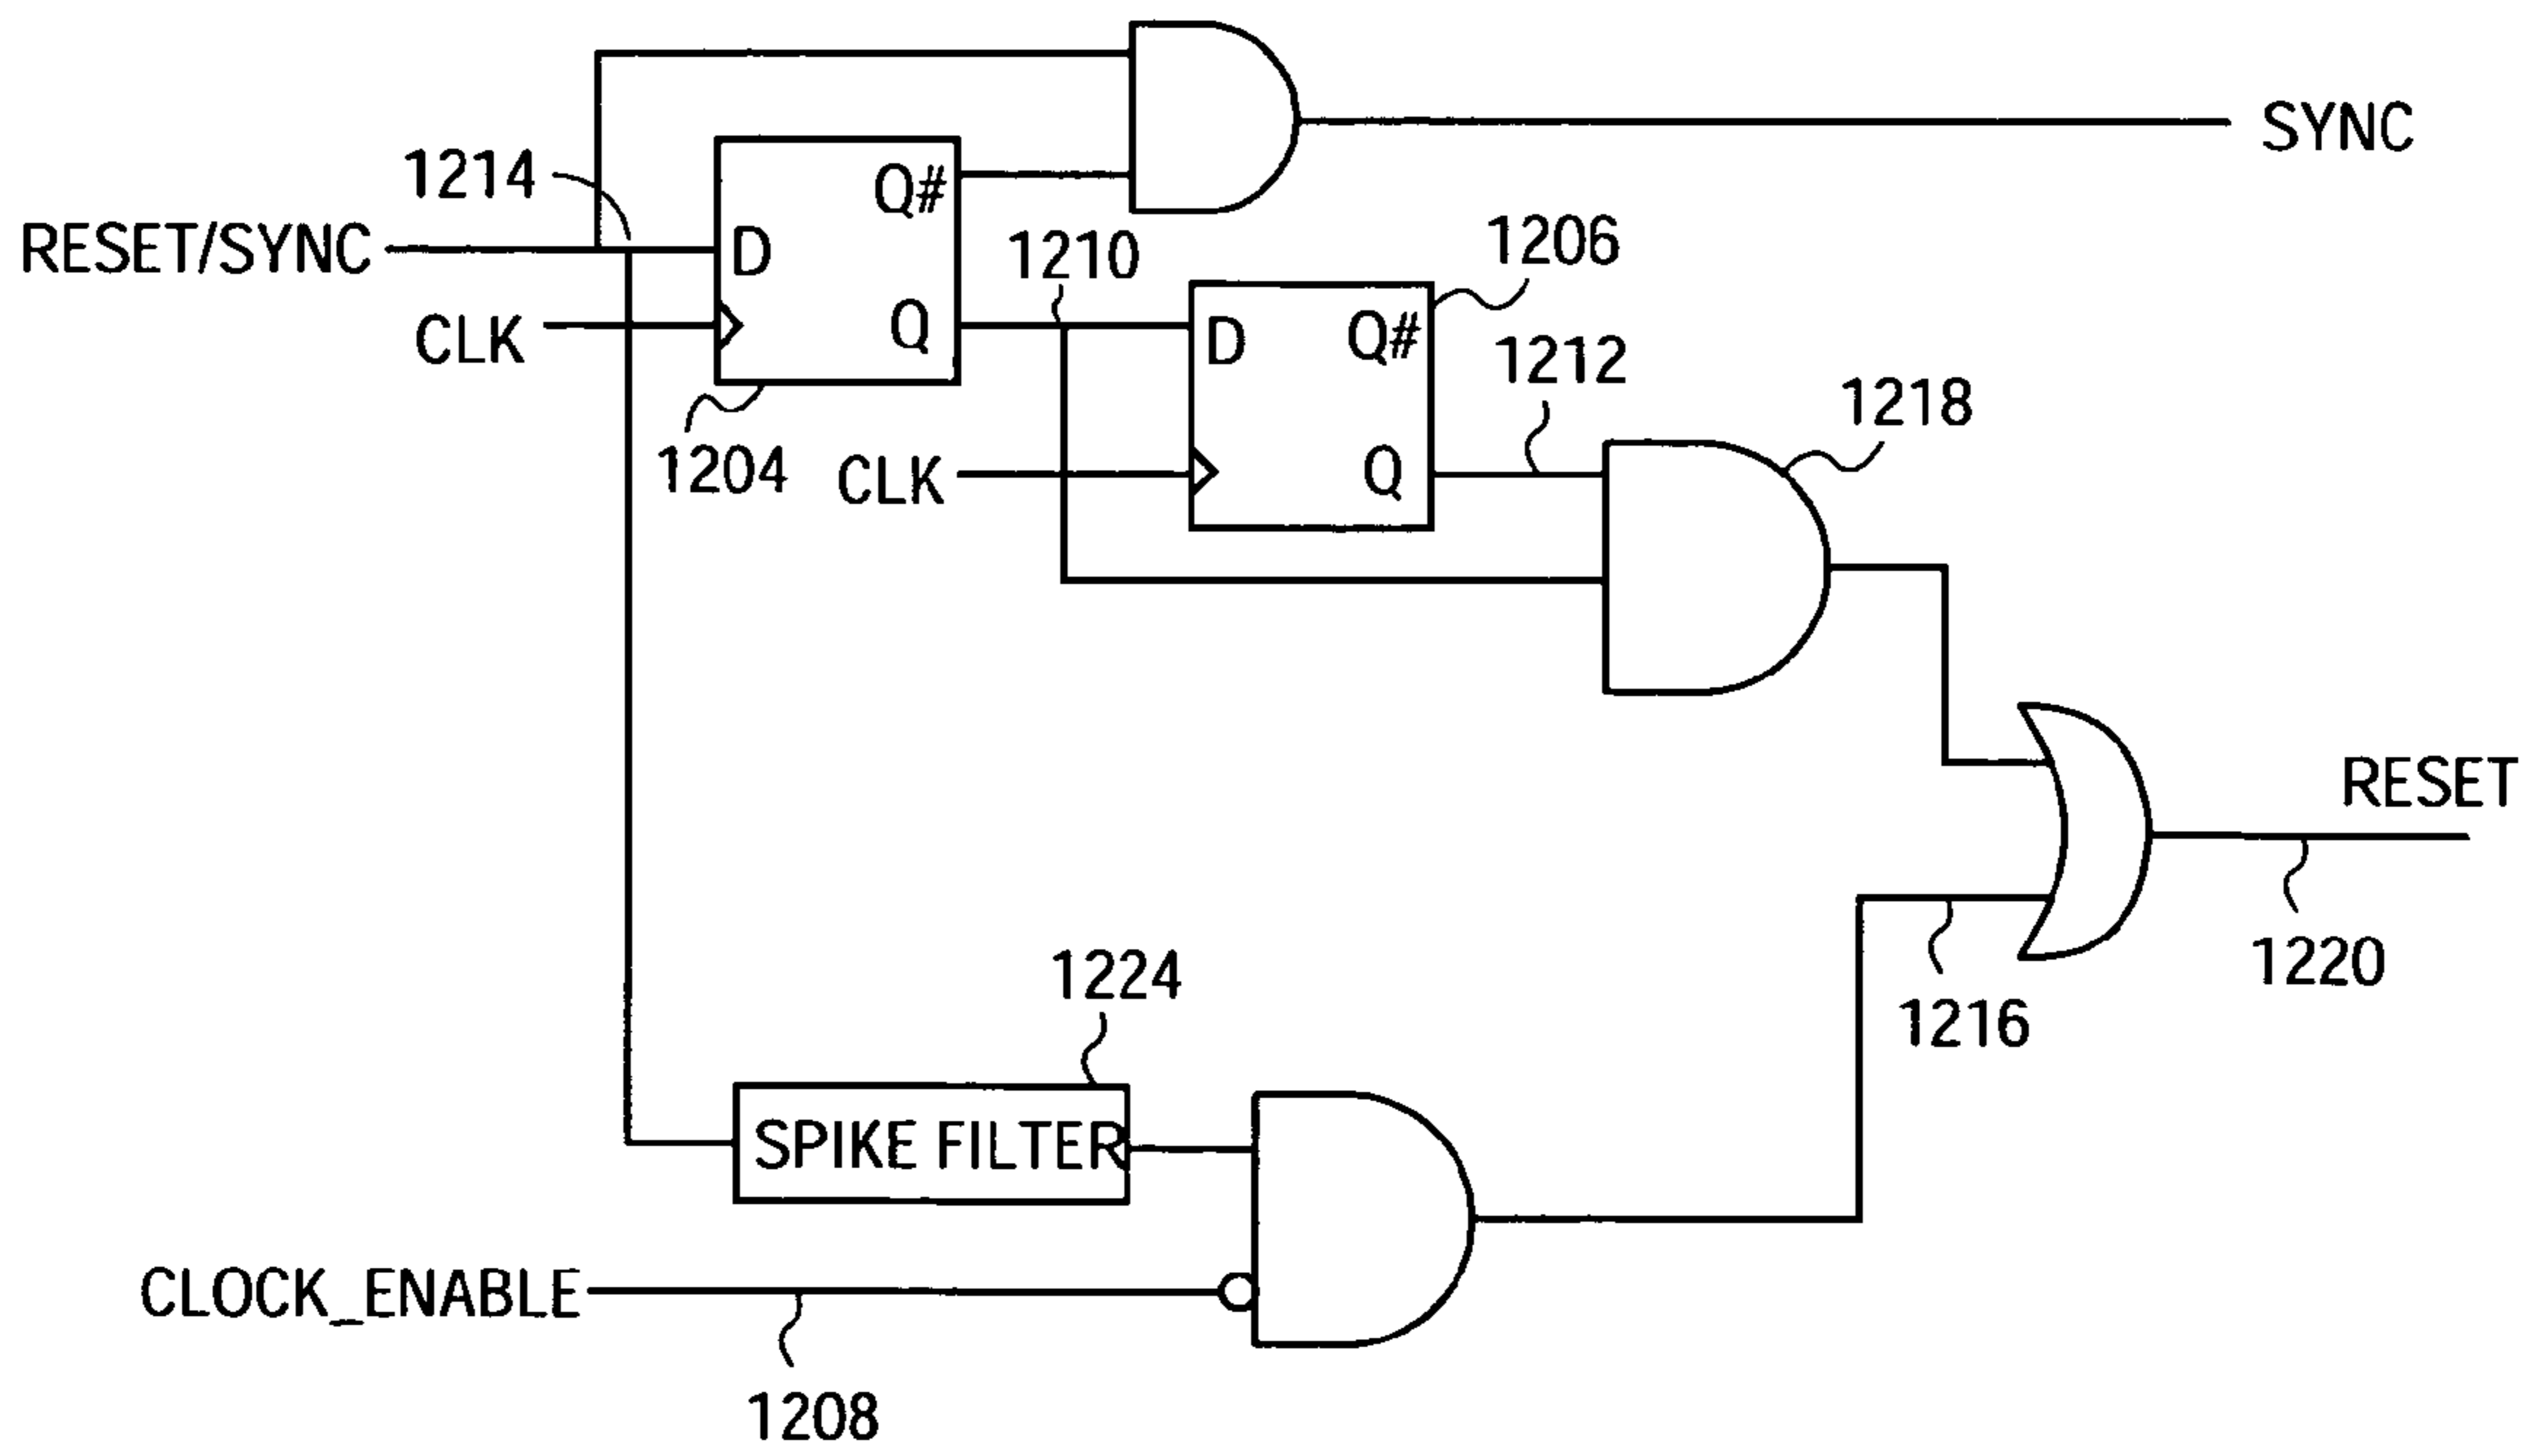 SYNC
1214
Q#
RESET/SYNC
D
1210
1206
CLK
Q
D
Q#
1212
1218
1204
CLK
Q
RESET
1224
1220
1216
SPIKE FILTER
CLOCK_ENABLE
1208